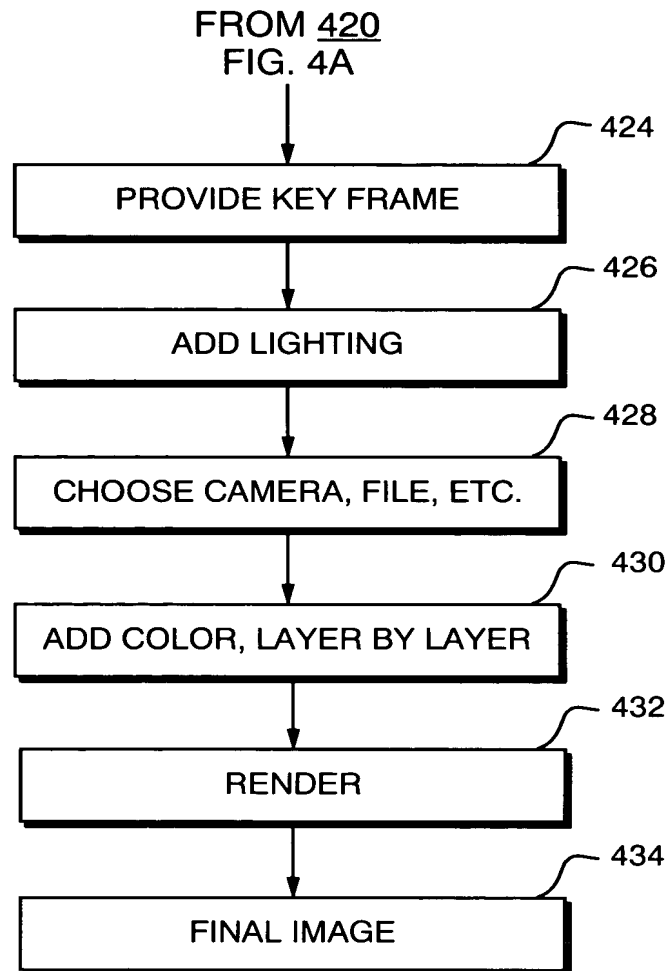 FROM 420
FIG. 4A
424
PROVIDE KEY FRAME
426
ADD LIGHTING
428
CHOOSE CAMERA, FILE, ETC.
430
ADD COLOR, LAYER BY LAYER
432
RENDER
434
FINAL IMAGE